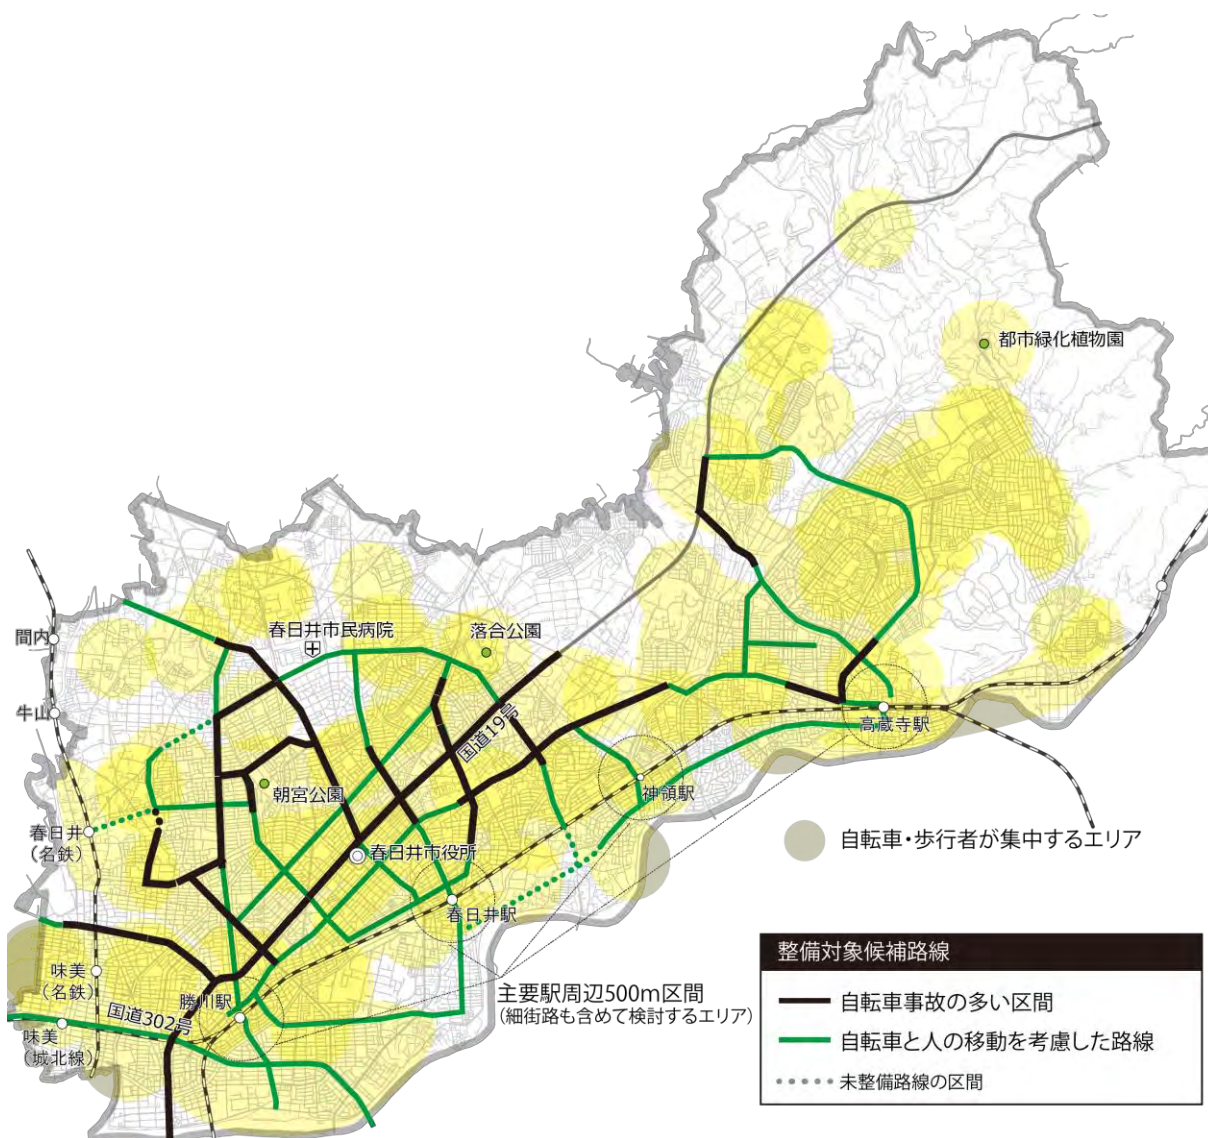 都市緑化植物園
春日井市民病院
落合公園
間内
牛山
国道19号
高蔵寺駅
朝宮公園
神領駅
春日井
(名鉄)
春日井市役所
自転車・歩行者が集中するエリア
春日井駅
味美
(名鉄)
勝川駅
主要駅周辺500m区間
(細街路も含めて検討するエリア)
国道302号
味美
(城北線)
整備対象候補路線
自転車事故の多い区間
自転車と人の移動を考慮した路線
未整備路線の区間